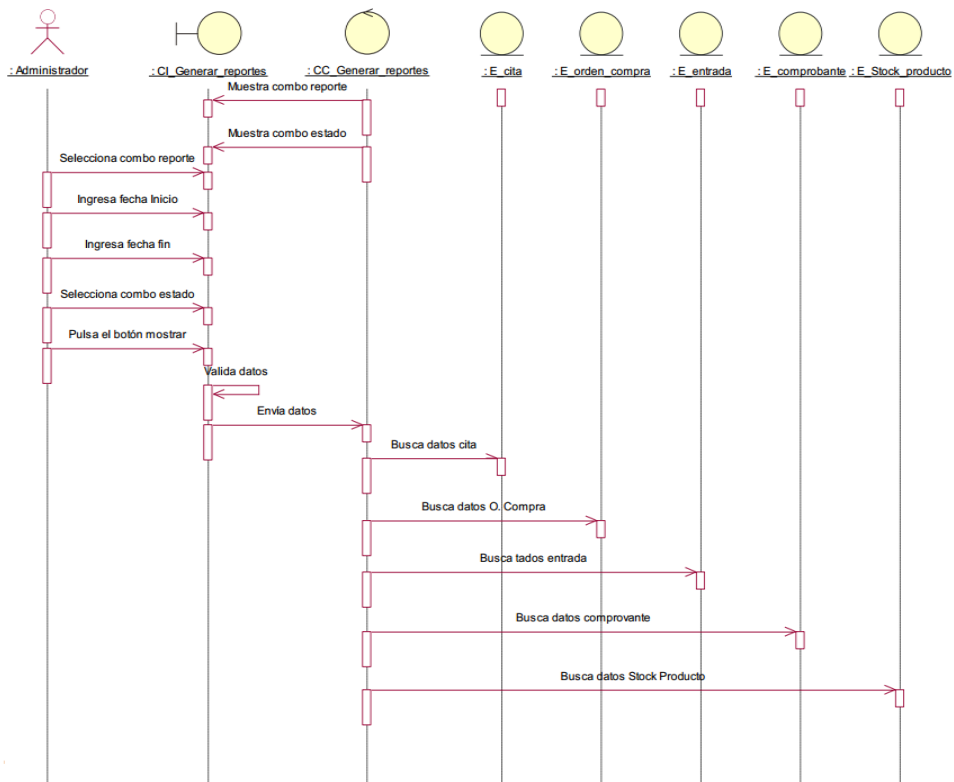 : Administrador
: CI_Generar_reportes
: CC_Generar_reportes
: E_cita
: E_orden_compra
: E_entrada
: E_comprobante
: E_Stock_producto
Muestra combo reporte
Muestra combo estado
Selecciona combo reporte
Ingresa fecha Inicio
Ingresa fecha fin
Selecciona combo estado
Pulsa el botón mostrar
Valida datos
Envía datos
Busca datos cita
Busca datos O. Compra
Busca tados entrada
Busca datos comprovante
Busca datos Stock Producto